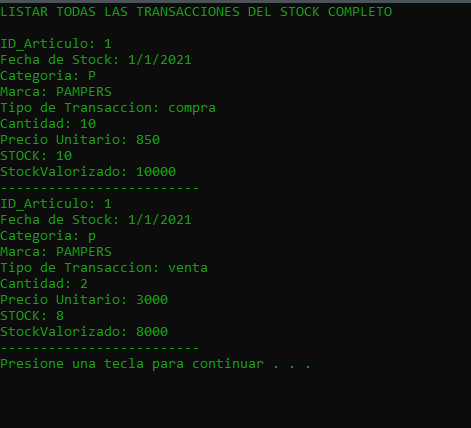 LISTAR TODAS LAS TRANSACCIONES DEL STOCK COMPLETO
ID_Articulo: 1
Fecha de Stock: 1/1/2021
Categoria: P
Marca: PAMPERS
Tipo de Transaccion: compra
Cantidad: 10
Precio Unitario: 850
STOCK: 10
StockValorizado: 10000
-------------------------
ID_Articulo: 1
Fecha de Stock: 1/1/2021
Categoria: p
Marca: PAMPERS
Tipo de Transaccion: venta
Cantidad: 2
Precio Unitario: 3000
STOCK: 8
StockValorizado: 8000
-------------------------
Presione una tecla para continuar . . .